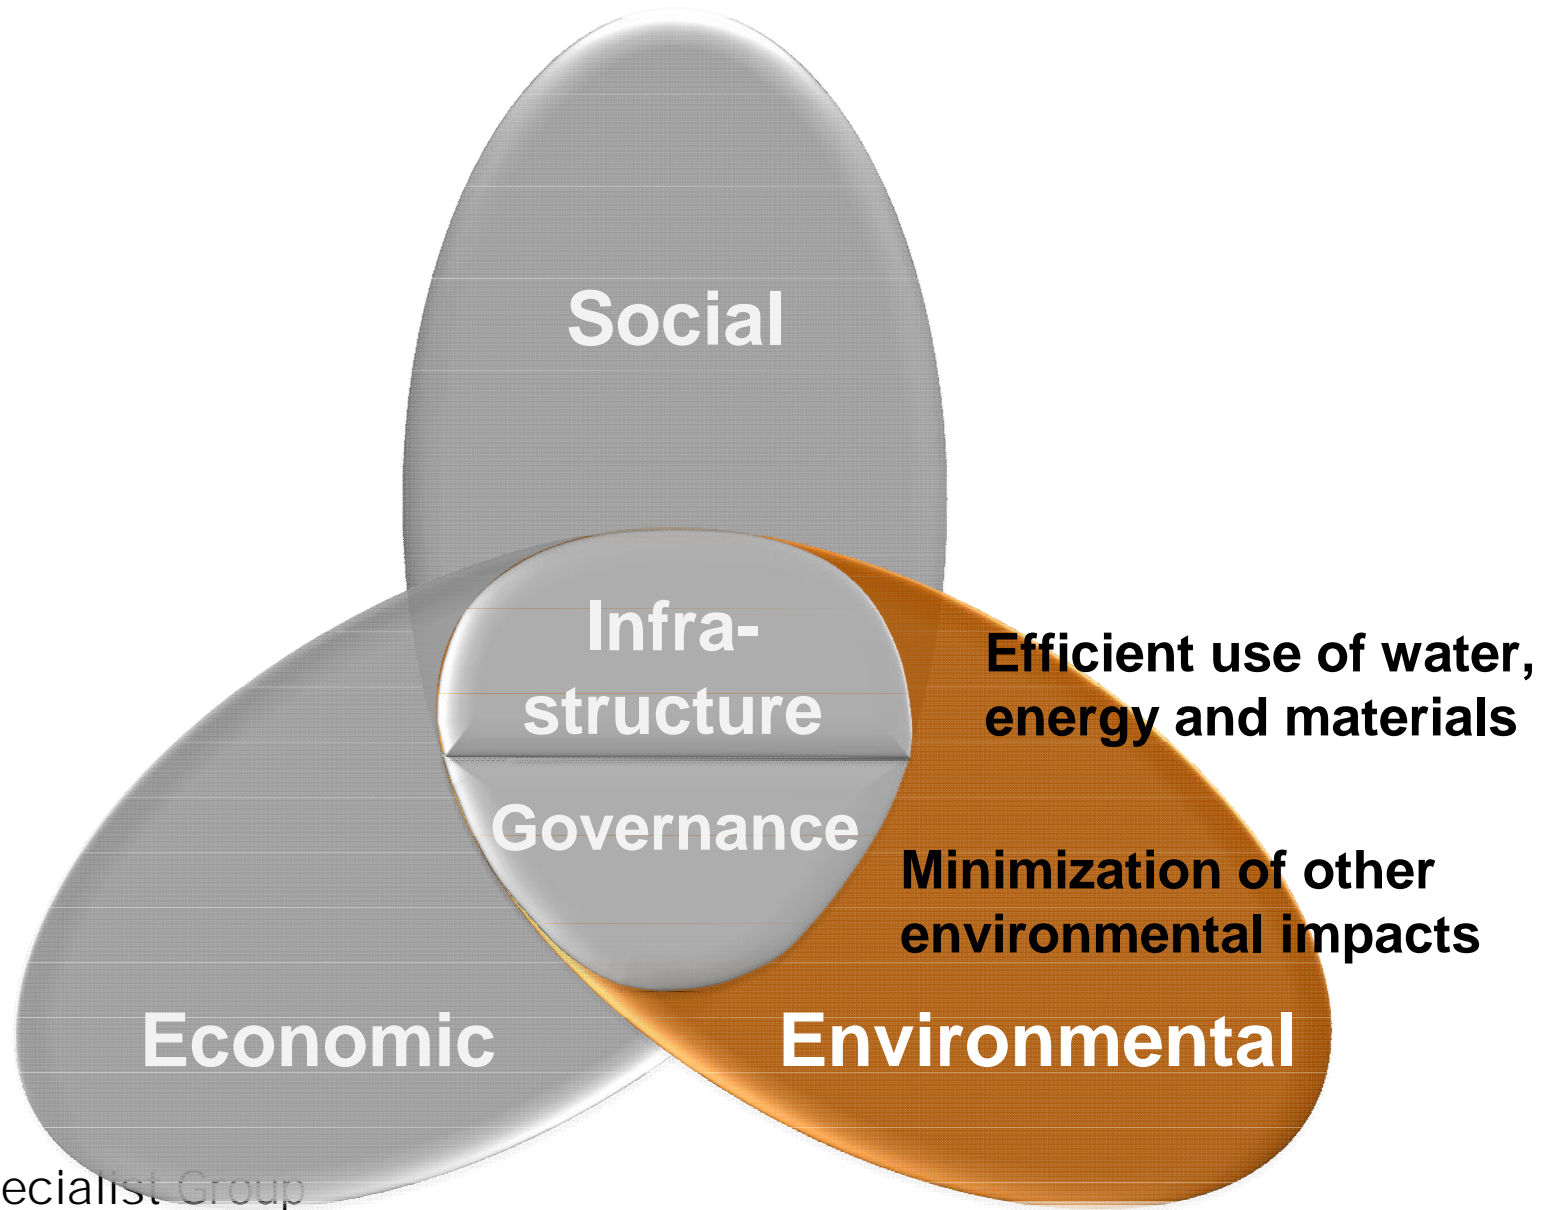 Social
Infra-
structure
Efficient use of water,
energy and materials
Governance
Minimization of other
environmental impacts
Economic
Environmental
ecialist Group